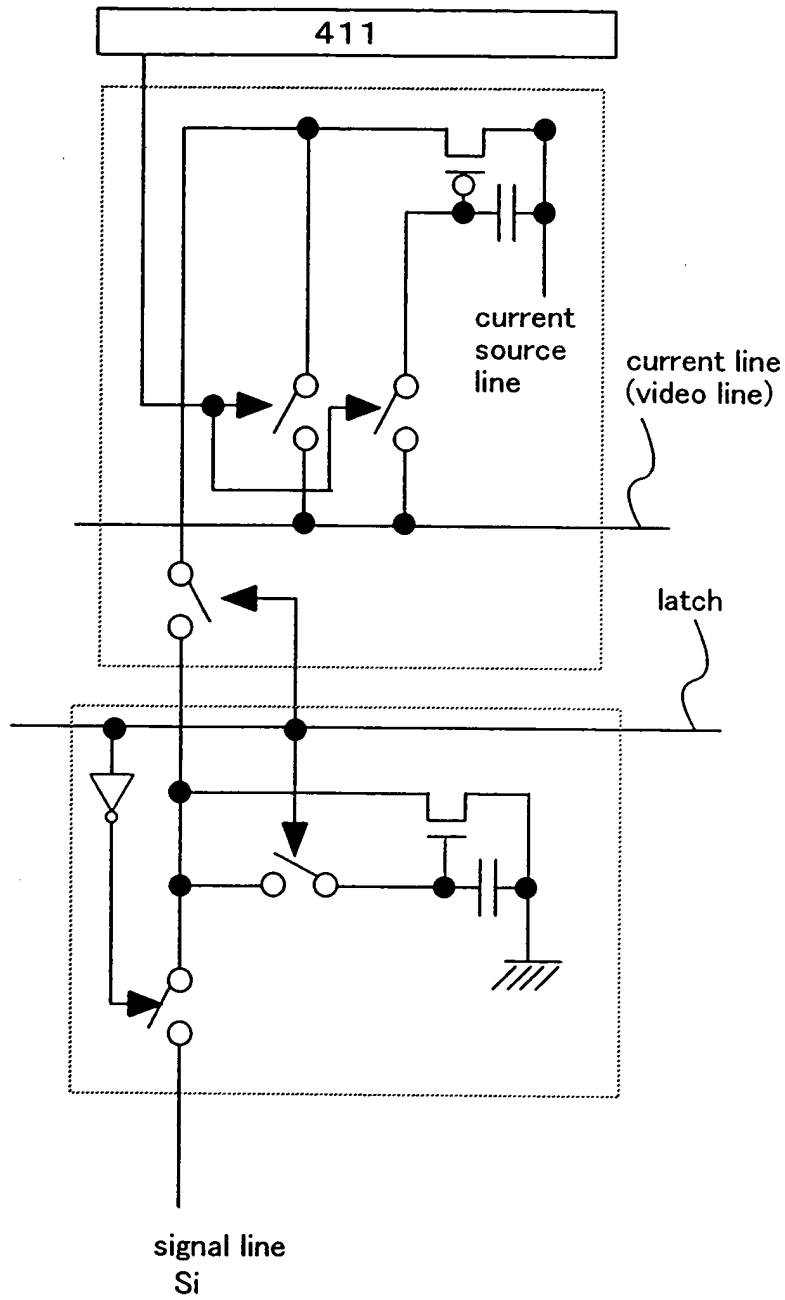 411
current
source
line
current line
(video line)
latch
signal line
Si